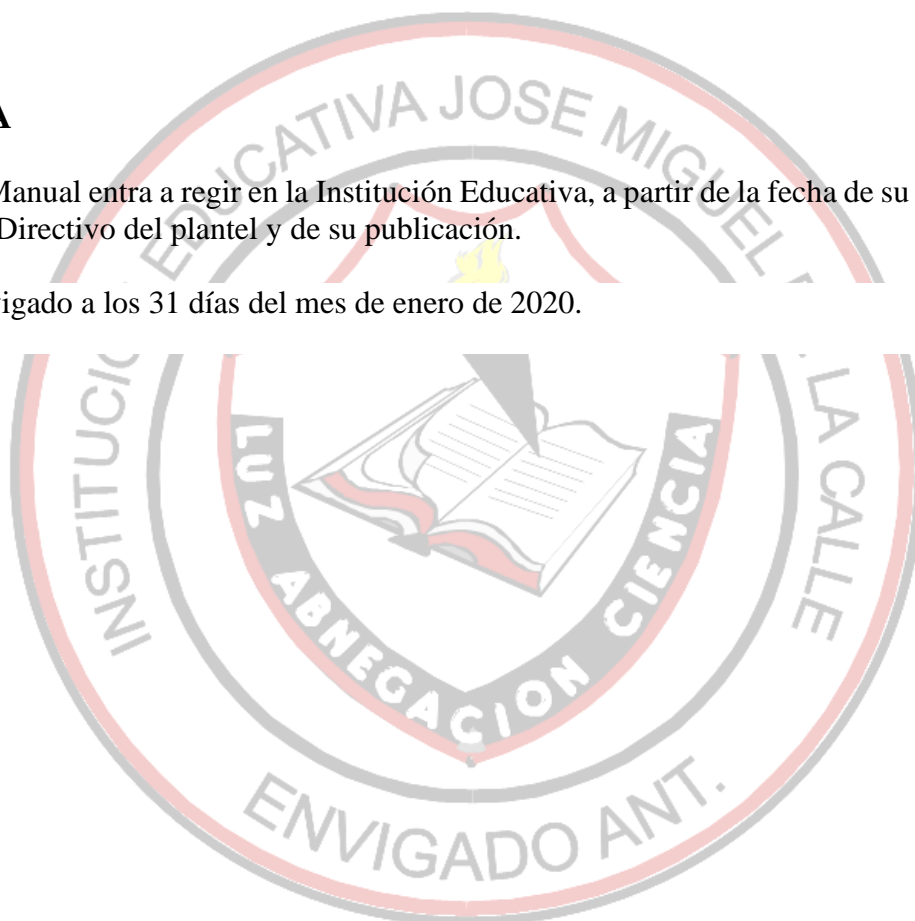 A
Manual entra a regir en la Institución Educativa, a partir de la fecha de su
Directivo del plantel y de su publicación.
igado a los 31 días del mes de enero de 2020.
INSTITUCIO EDUCATIVA JOSE MIGUEL LA CALLE
LUZ ABNEGACION CIENCIA
ENVIGADO ANT.